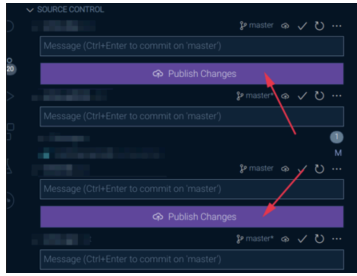 SOURCE CONTROL
master
Message (Ctrl+Enter to commit on 'master')
Publish Changes
20
master*
Message (Ctrl+Enter to commit on 'master')
1
M
master
Message (Ctrl+Enter to commit on 'master')
Publish Changes
master*
Message (Ctrl+Enter to commit on 'master')